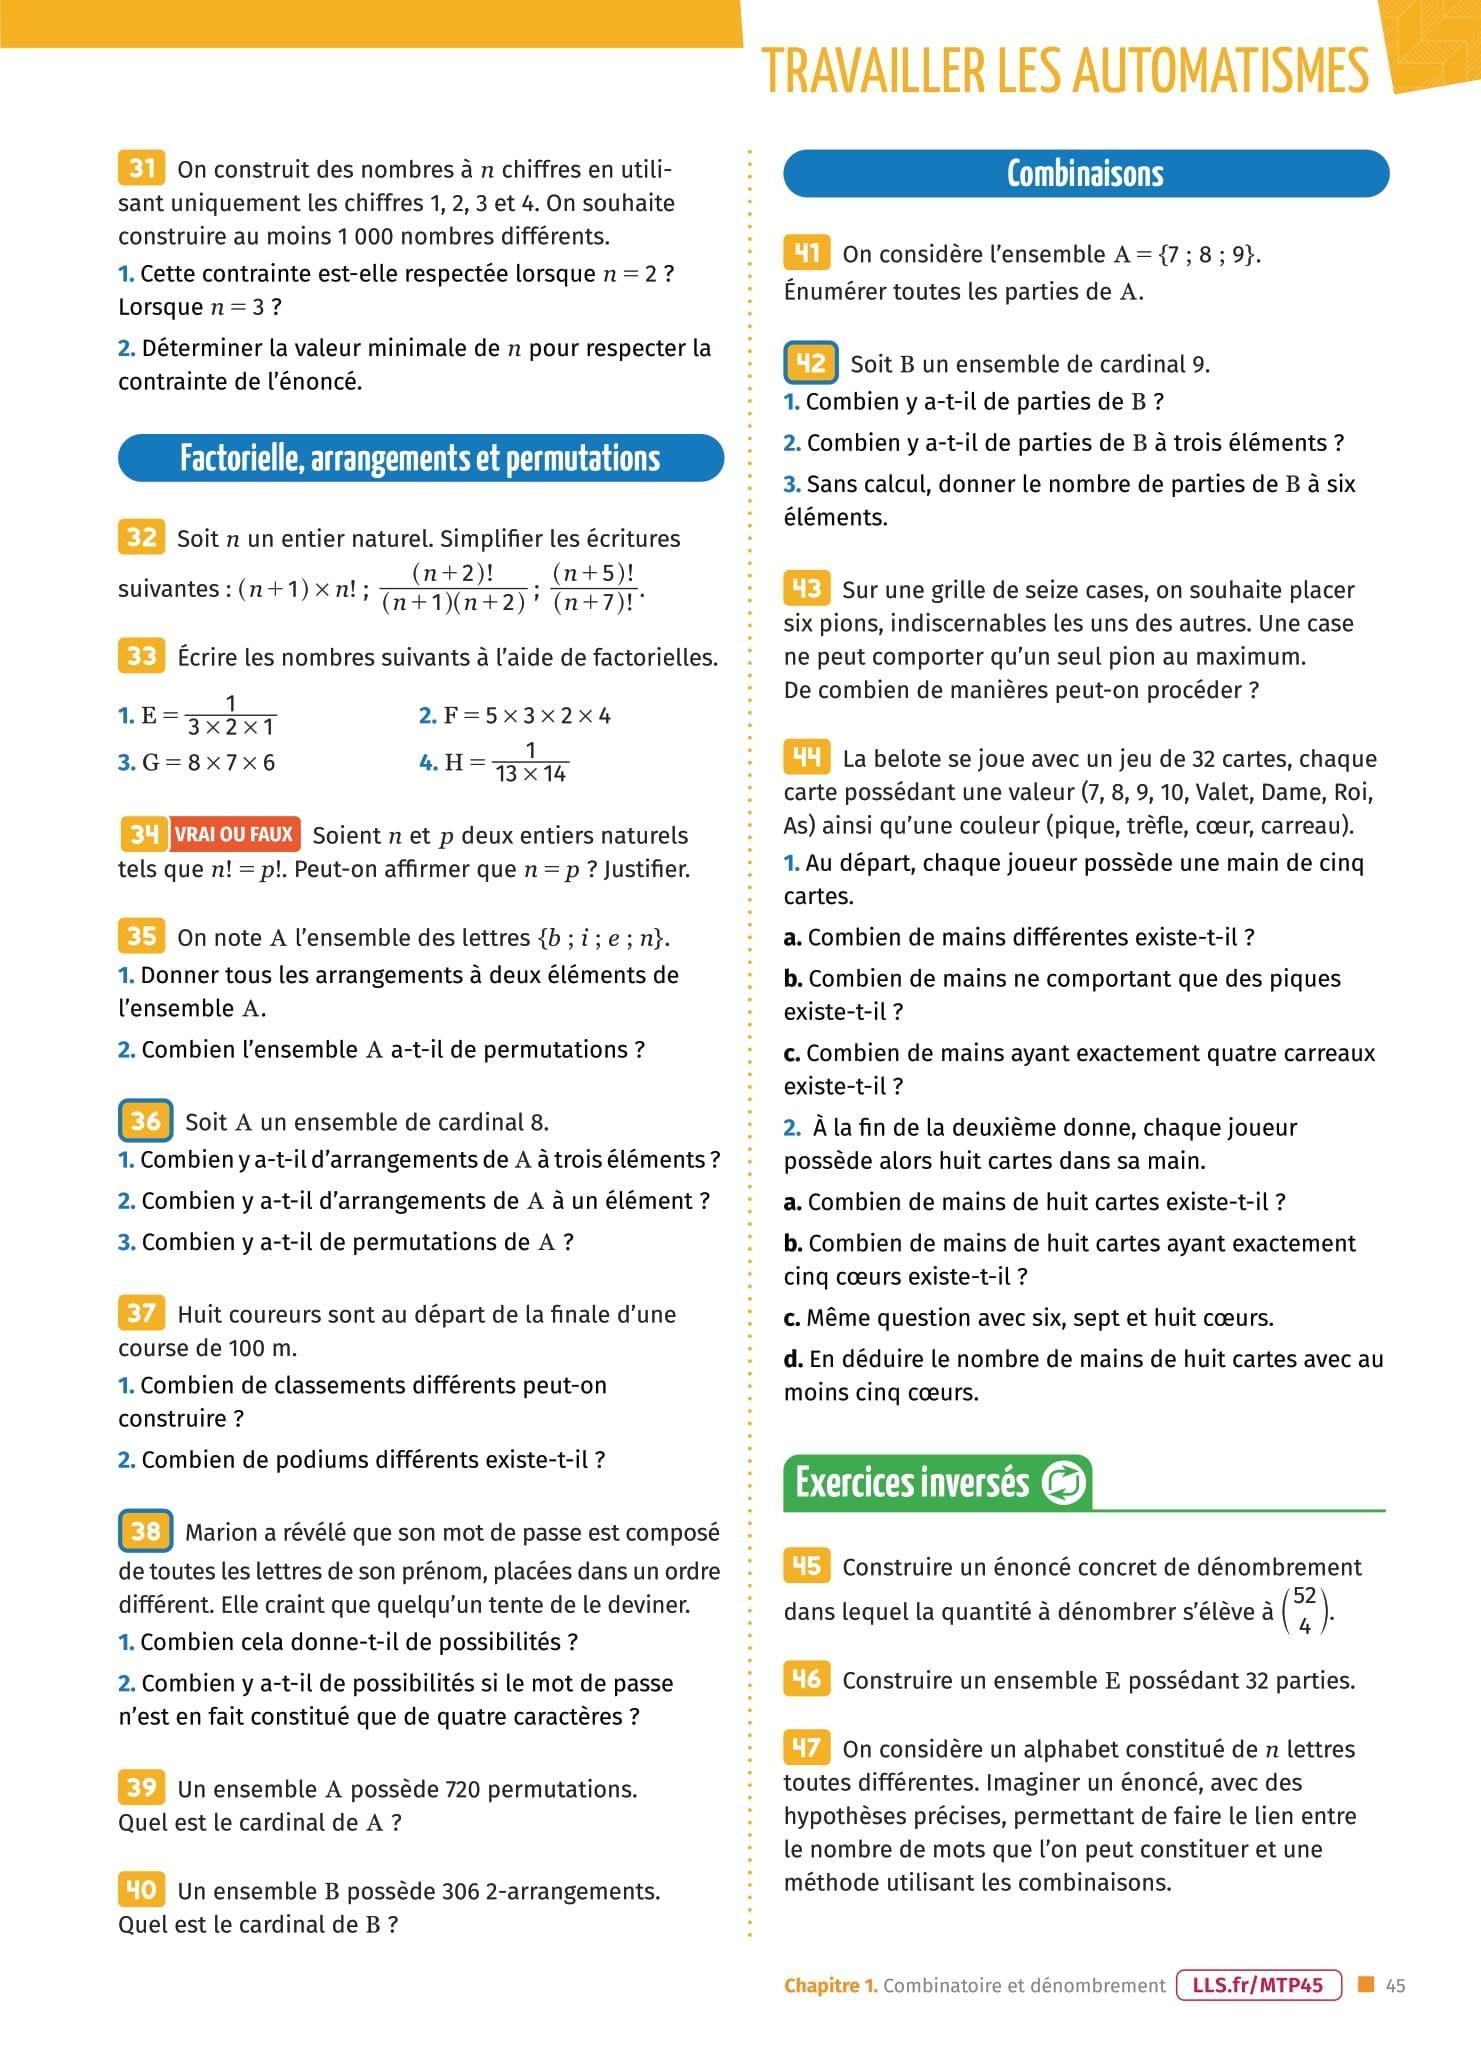 TRAVAILLER LES AUTOMATISMES
31 On construit des nombres à n chiffres en utili-
sant uniquement les chiffres 1, 2, 3 et 4. On souhaite
construire au moins 1 000 nombres différents.
1. Cette contrainte est-elle respectée lorsque n = 2 ?
Lorsque n = 3 ?
2. Déterminer la valeur minimale de n pour respecter la
contrainte de l'énoncé.
Factorielle, arrangements et permutations
32 Soit n un entier naturel. Simplifier les écritures
suivantes : (n+1) × n! ; (n+2)! / (n+1)(n+2) ; (n+5)! / (n+7)!.
33 Écrire les nombres suivants à l'aide de factorielles.
1. E = 1 / 3 × 2 × 1
2. F = 5 × 3 × 2 × 4
3. G = 8 × 7 × 6
4. H = 1 / 13 × 14
34 VRAI OU FAUX Soient n et p deux entiers naturels
tels que n! = p!. Peut-on affirmer que n = p ? Justifier.
35 On note A l'ensemble des lettres {b ; i ; e ; n}.
1. Donner tous les arrangements à deux éléments de
l'ensemble A.
2. Combien l'ensemble A a-t-il de permutations ?
36 Soit A un ensemble de cardinal 8.
1. Combien y a-t-il d'arrangements de A à trois éléments ?
2. Combien y a-t-il d'arrangements de A à un élément ?
3. Combien y a-t-il de permutations de A ?
37 Huit coureurs sont au départ de la finale d'une
course de 100 m.
1. Combien de classements différents peut-on
construire ?
2. Combien de podiums différents existe-t-il ?
38 Marion a révélé que son mot de passe est composé
de toutes les lettres de son prénom, placées dans un ordre
différent. Elle craint que quelqu'un tente de le deviner.
1. Combien cela donne-t-il de possibilités ?
2. Combien y a-t-il de possibilités si le mot de passe
n'est en fait constitué que de quatre caractères ?
39 Un ensemble A possède 720 permutations.
Quel est le cardinal de A ?
40 Un ensemble B possède 306 2-arrangements.
Quel est le cardinal de B ?
Combinaisons
41 On considère l'ensemble A = {7 ; 8 ; 9}.
Énumérer toutes les parties de A.
42 Soit B un ensemble de cardinal 9.
1. Combien y a-t-il de parties de B ?
2. Combien y a-t-il de parties de B à trois éléments ?
3. Sans calcul, donner le nombre de parties de B à six
éléments.
43 Sur une grille de seize cases, on souhaite placer
six pions, indiscernables les uns des autres. Une case
ne peut comporter qu'un seul pion au maximum.
De combien de manières peut-on procéder ?
44 La belote se joue avec un jeu de 32 cartes, chaque
carte possédant une valeur (7, 8, 9, 10, Valet, Dame, Roi,
As) ainsi qu'une couleur (pique, trèfle, cœur, carreau).
1. Au départ, chaque joueur possède une main de cinq
cartes.
a. Combien de mains différentes existe-t-il ?
b. Combien de mains ne comportant que des piques
existe-t-il ?
c. Combien de mains ayant exactement quatre carreaux
existe-t-il ?
2. À la fin de la deuxième donne, chaque joueur
possède alors huit cartes dans sa main.
a. Combien de mains de huit cartes existe-t-il ?
b. Combien de mains de huit cartes ayant exactement
cinq cœurs existe-t-il ?
c. Même question avec six, sept et huit cœurs.
d. En déduire le nombre de mains de huit cartes avec au
moins cinq cœurs.
Exercices inversés
45 Construire un énoncé concret de dénombrement
dans lequel la quantité à dénombrer s'élève à (52 4).
46 Construire un ensemble E possédant 32 parties.
47 On considère un alphabet constitué de n lettres
toutes différentes. Imaginer un énoncé, avec des
hypothèses précises, permettant de faire le lien entre
le nombre de mots que l'on peut constituer et une
méthode utilisant les combinaisons.
Chapitre 1. Combinatoire et dénombrement LLS.fr/MTP45 45